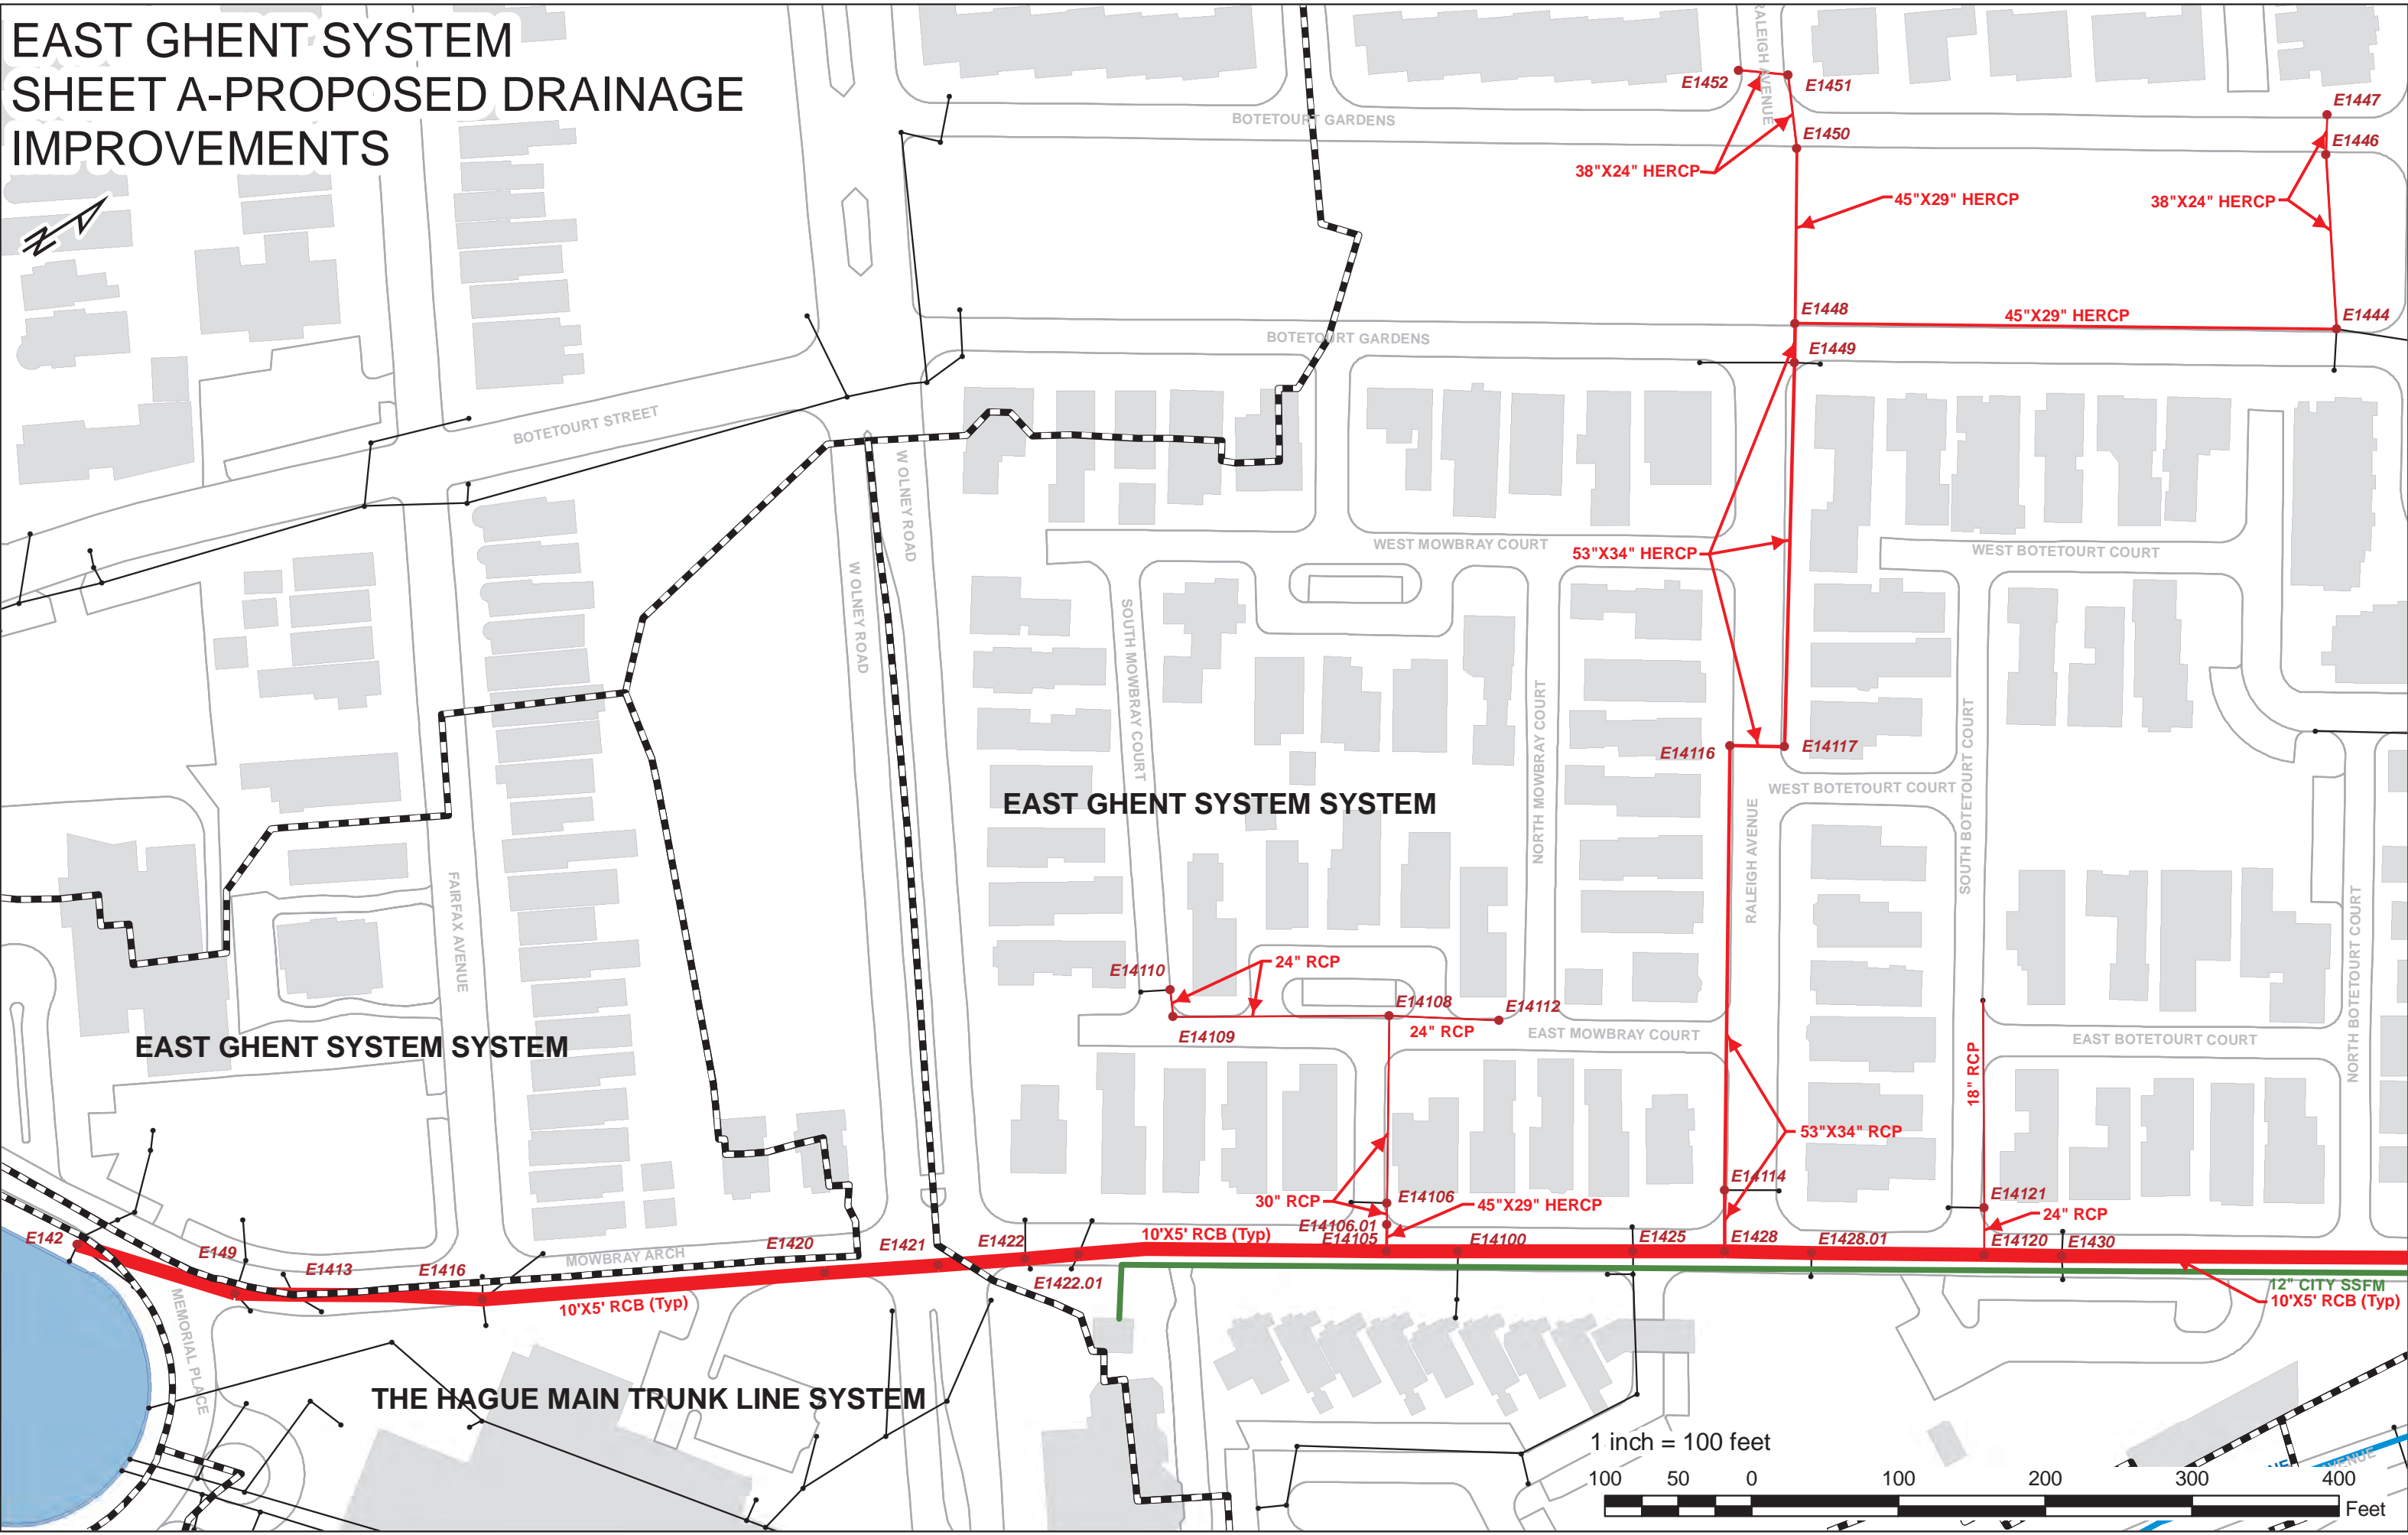 EAST GHENT SYSTEM
SHEET A-PROPOSED DRAINAGE
IMPROVEMENTS
N
RALEIGH AVENUE
E1452
E1451
E1447
BOTETOURT GARDENS
E1450
E1446
38"X24" HERCP
45"X29" HERCP
38"X24" HERCP
E1448
45"X29" HERCP
E1444
BOTETOURT GARDENS
E1449
BOTETOURT STREET
W OLNEY ROAD
WEST MOWBRAY COURT
53"X34" HERCP
WEST BOTETOURT COURT
W OLNEY ROAD
SOUTH MOWBRAY COURT
NORTH MOWBRAY COURT
SOUTH BOTETOURT COURT
E14116
E14117
WEST BOTETOURT COURT
EAST GHENT SYSTEM SYSTEM
RALEIGH AVENUE
FAIRFAX AVENUE
NORTH BOTETOURT COURT
E14110
24" RCP
E14108
E14112
E14109
24" RCP
EAST MOWBRAY COURT
EAST BOTETOURT COURT
EAST GHENT SYSTEM SYSTEM
18" RCP
53"X34" RCP
E14114
30" RCP
E14106
45"X29" HERCP
E14121
24" RCP
E14106.01
E14105
E142
E149
MOWBRAY ARCH
E1420
E1421
E1422
10'X5' RCB (Typ)
E14100
E1425
E1428
E1428.01
E14120
E1430
E1413
E1416
E1422.01
12" CITY SSFM
10'X5' RCB (Typ)
10'X5' RCB (Typ)
MEMORIAL PLACE
THE HAGUE MAIN TRUNK LINE SYSTEM
1 inch = 100 feet
100 50 0 100 200 300 400
Feet